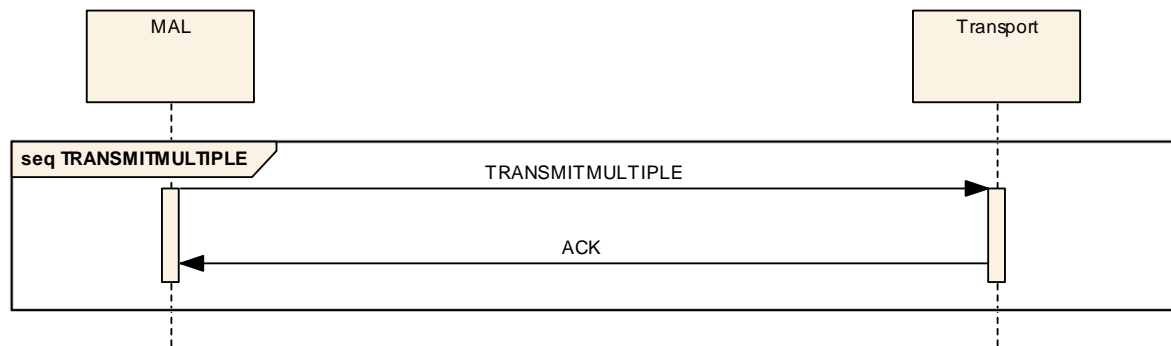 MAL
Transport
seq TRANSMITMULTIPLE
TRANSMITMULTIPLE
ACK